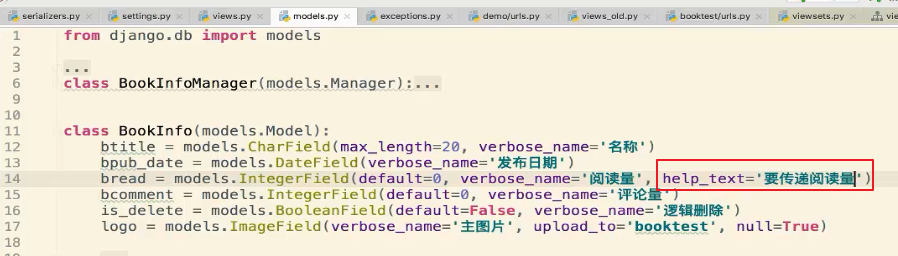 serializers.py × settings.py × views.py × models.py × exceptions.py × demo/urls.py × views_old.py × booktest/urls.py × viewsets.py ×
1 from django.db import models
2
3 ...
6 class BookInfoManager(models.Manager):...
9
10
11 class BookInfo(models.Model):
12 btitle = models.CharField(max_length=20, verbose_name='名称')
13 bpub_date = models.DateField(verbose_name='发布日期')
14 bread = models.IntegerField(default=0, verbose_name='阅读量', help_text='要传递阅读量')
15 bcomment = models.IntegerField(default=0, verbose_name='评论量')
16 is_delete = models.BooleanField(default=False, verbose_name='逻辑删除')
17 logo = models.ImageField(verbose_name='主图片', upload_to='booktest', null=True)
18